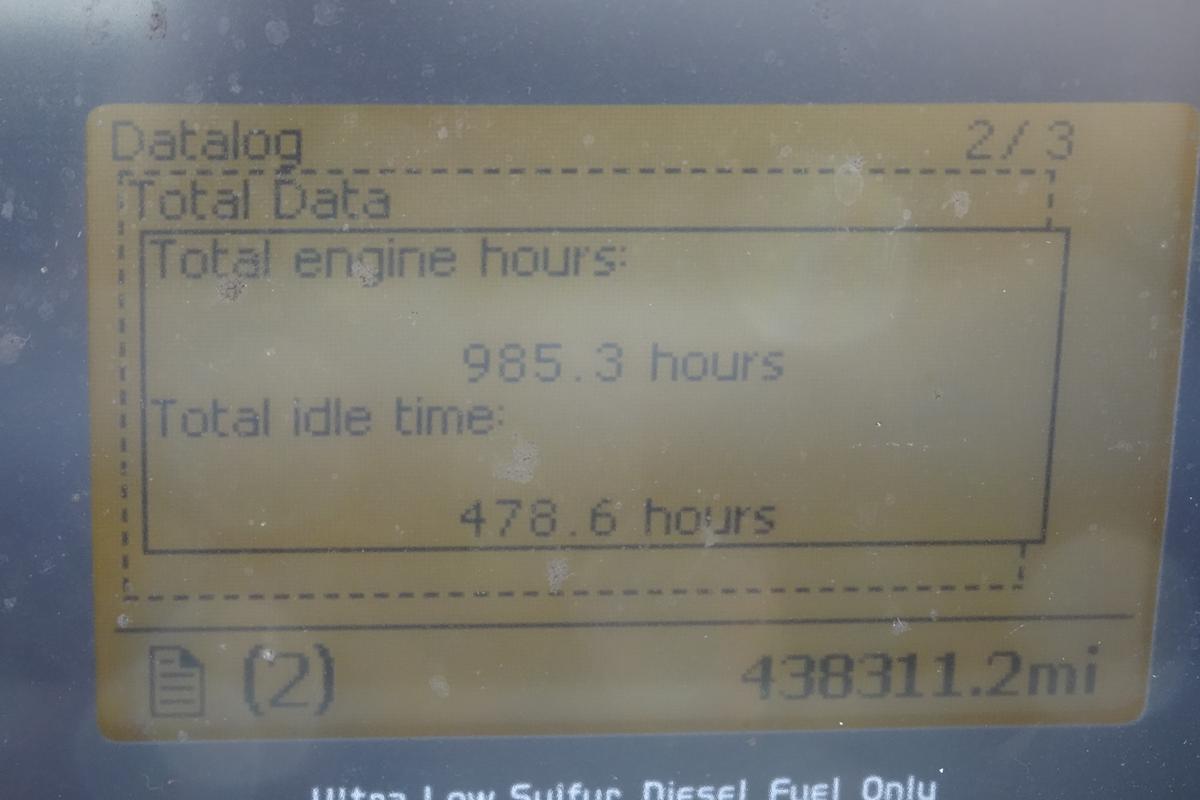 Datalog 2/3
Total Data
Total engine hours:
985.3 hours
Total idle time:
478.6 hours
(2) 438311.2mi
Ultra Low Sulfur Diesel Fuel Only